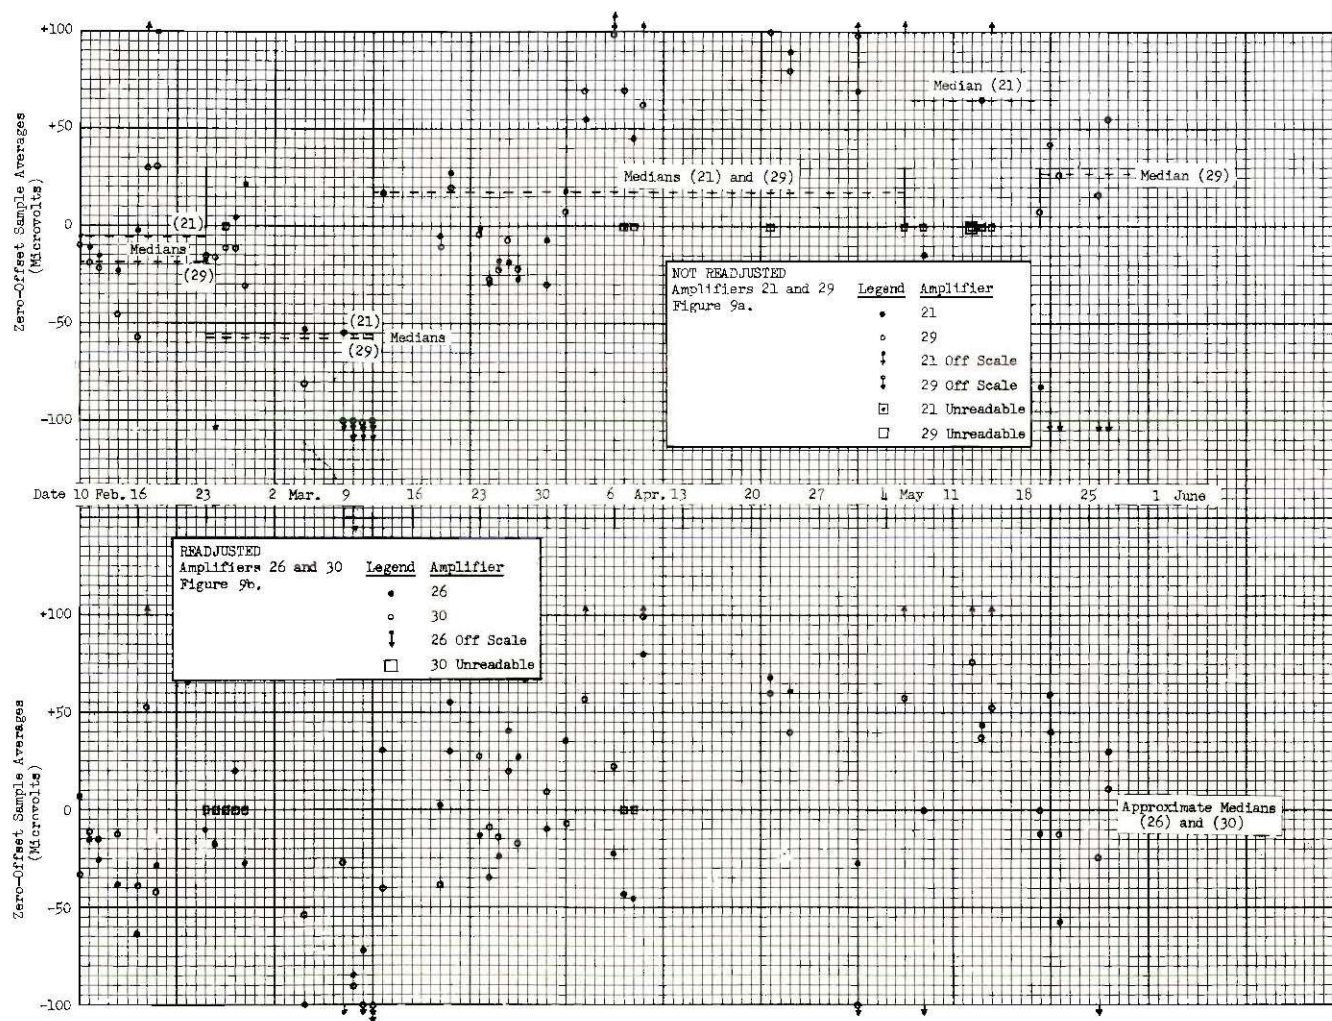 +100
+50
0
-50
-100
Zero-Offset Sample Averages
(Microvolts)
(21)
Medians
(29)
(21)
Medians
(29)
Medians (21) and (29)
Median (21)
Median (29)
NOT READJUSTED
Amplifiers 21 and 29 Legend Amplifier
Figure 9a.
21
29
21 Off Scale
29 Off Scale
21 Unreadable
29 Unreadable
Date 10 Feb. 16 23 2 Mar. 9 16 23 30 6 Apr. 13 20 27 4 May 11 18 25 1 June
READJUSTED
Amplifiers 26 and 30 Legend Amplifier
Figure 9b.
26
30
26 Off Scale
30 Unreadable
+100
+50
0
-50
-100
Zero-Offset Sample Averages
(Microvolts)
Approximate Medians
(26) and (30)